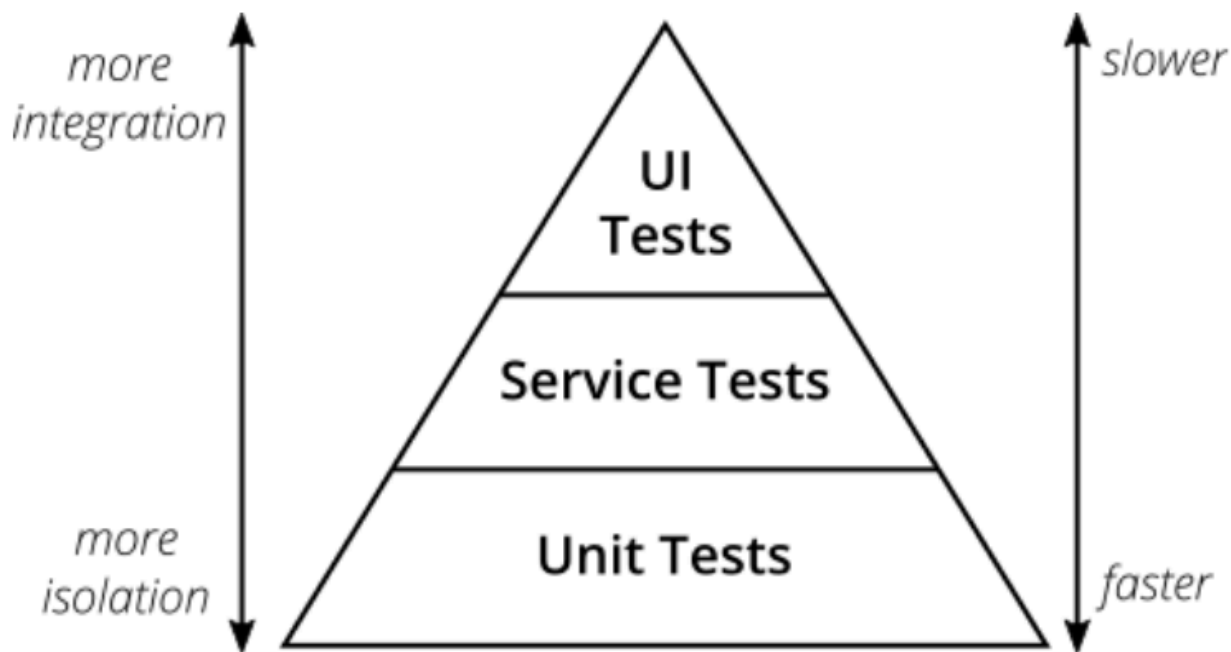 more
integration
slower
UI
Tests
Service Tests
Unit Tests
more
isolation
faster